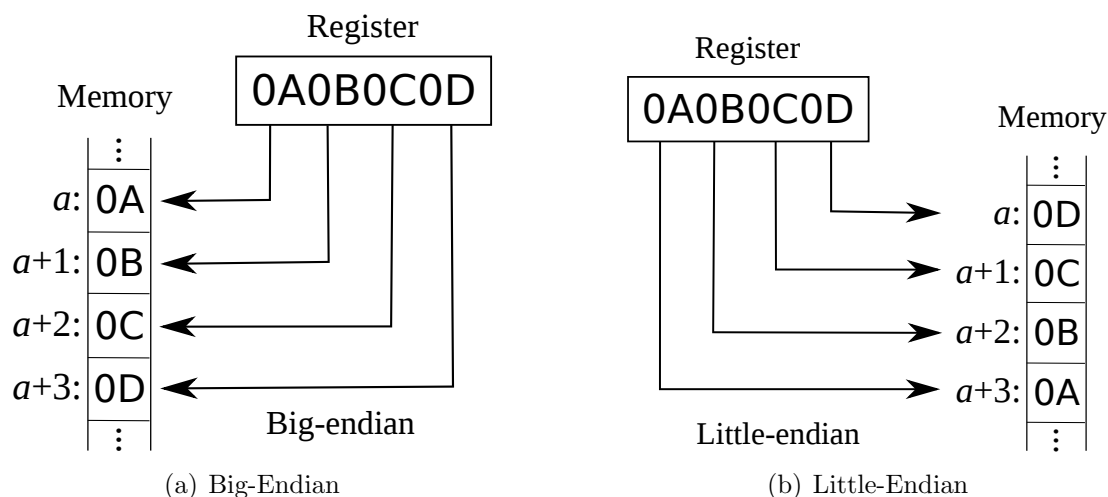 Register
0A0B0C0D
Memory
⋮
a: 0A
a+1: 0B
a+2: 0C
a+3: 0D
⋮
Big-endian
(a) Big-Endian
Register
0A0B0C0D
Memory
⋮
a: 0D
a+1: 0C
a+2: 0B
a+3: 0A
⋮
Little-endian
(b) Little-Endian